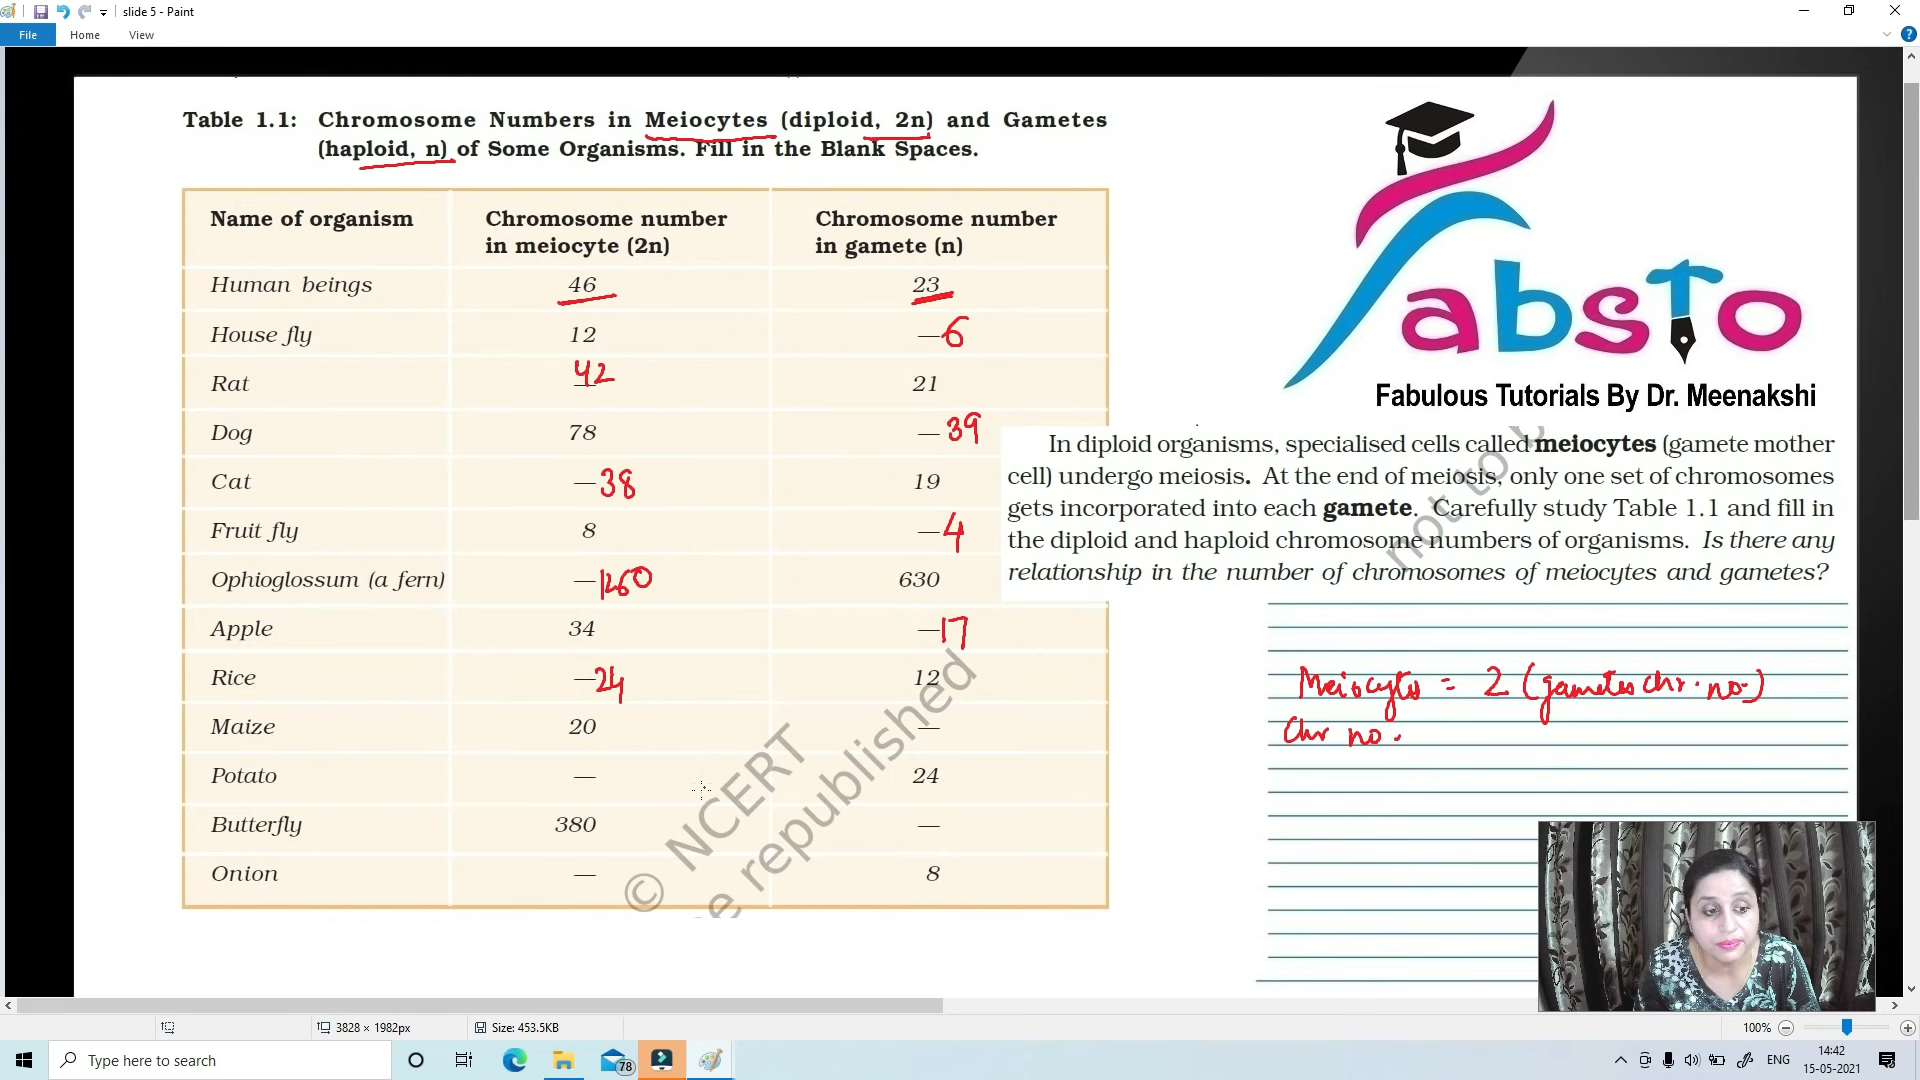 slide 5 - Paint
File Home View
Table 1.1: Chromosome Numbers in Meiocytes (diploid, 2n) and Gametes
(haploid, n) of Some Organisms. Fill in the Blank Spaces.
Name of organism Chromosome number in meiocyte (2n) Chromosome number in gamete (n)
Human beings 46 23
House fly 12 — 6
Rat — 42 21
Dog 78 — 39
Cat — 38 19
Fruit fly 8 — 4
Ophioglossum (a fern) — 1260 630
Apple 34 — 17
Rice — 24 12
Maize 20 —
Potato — 24
Butterfly 380 —
Onion — 8
© NCERT
republished
absto
Fabulous Tutorials By Dr. Meenakshi
In diploid organisms, specialised cells called meiocytes (gamete mother
cell) undergo meiosis. At the end of meiosis, only one set of chromosomes
gets incorporated into each gamete. Carefully study Table 1.1 and fill in
the diploid and haploid chromosome numbers of organisms. Is there any
relationship in the number of chromosomes of meiocytes and gametes?
not to b
Meiocytes = 2 (gametes chr. no.)
Chr no.
3828 × 1982px Size: 453.5KB 100%
Type here to search
78
ENG
14:42
15-05-2021